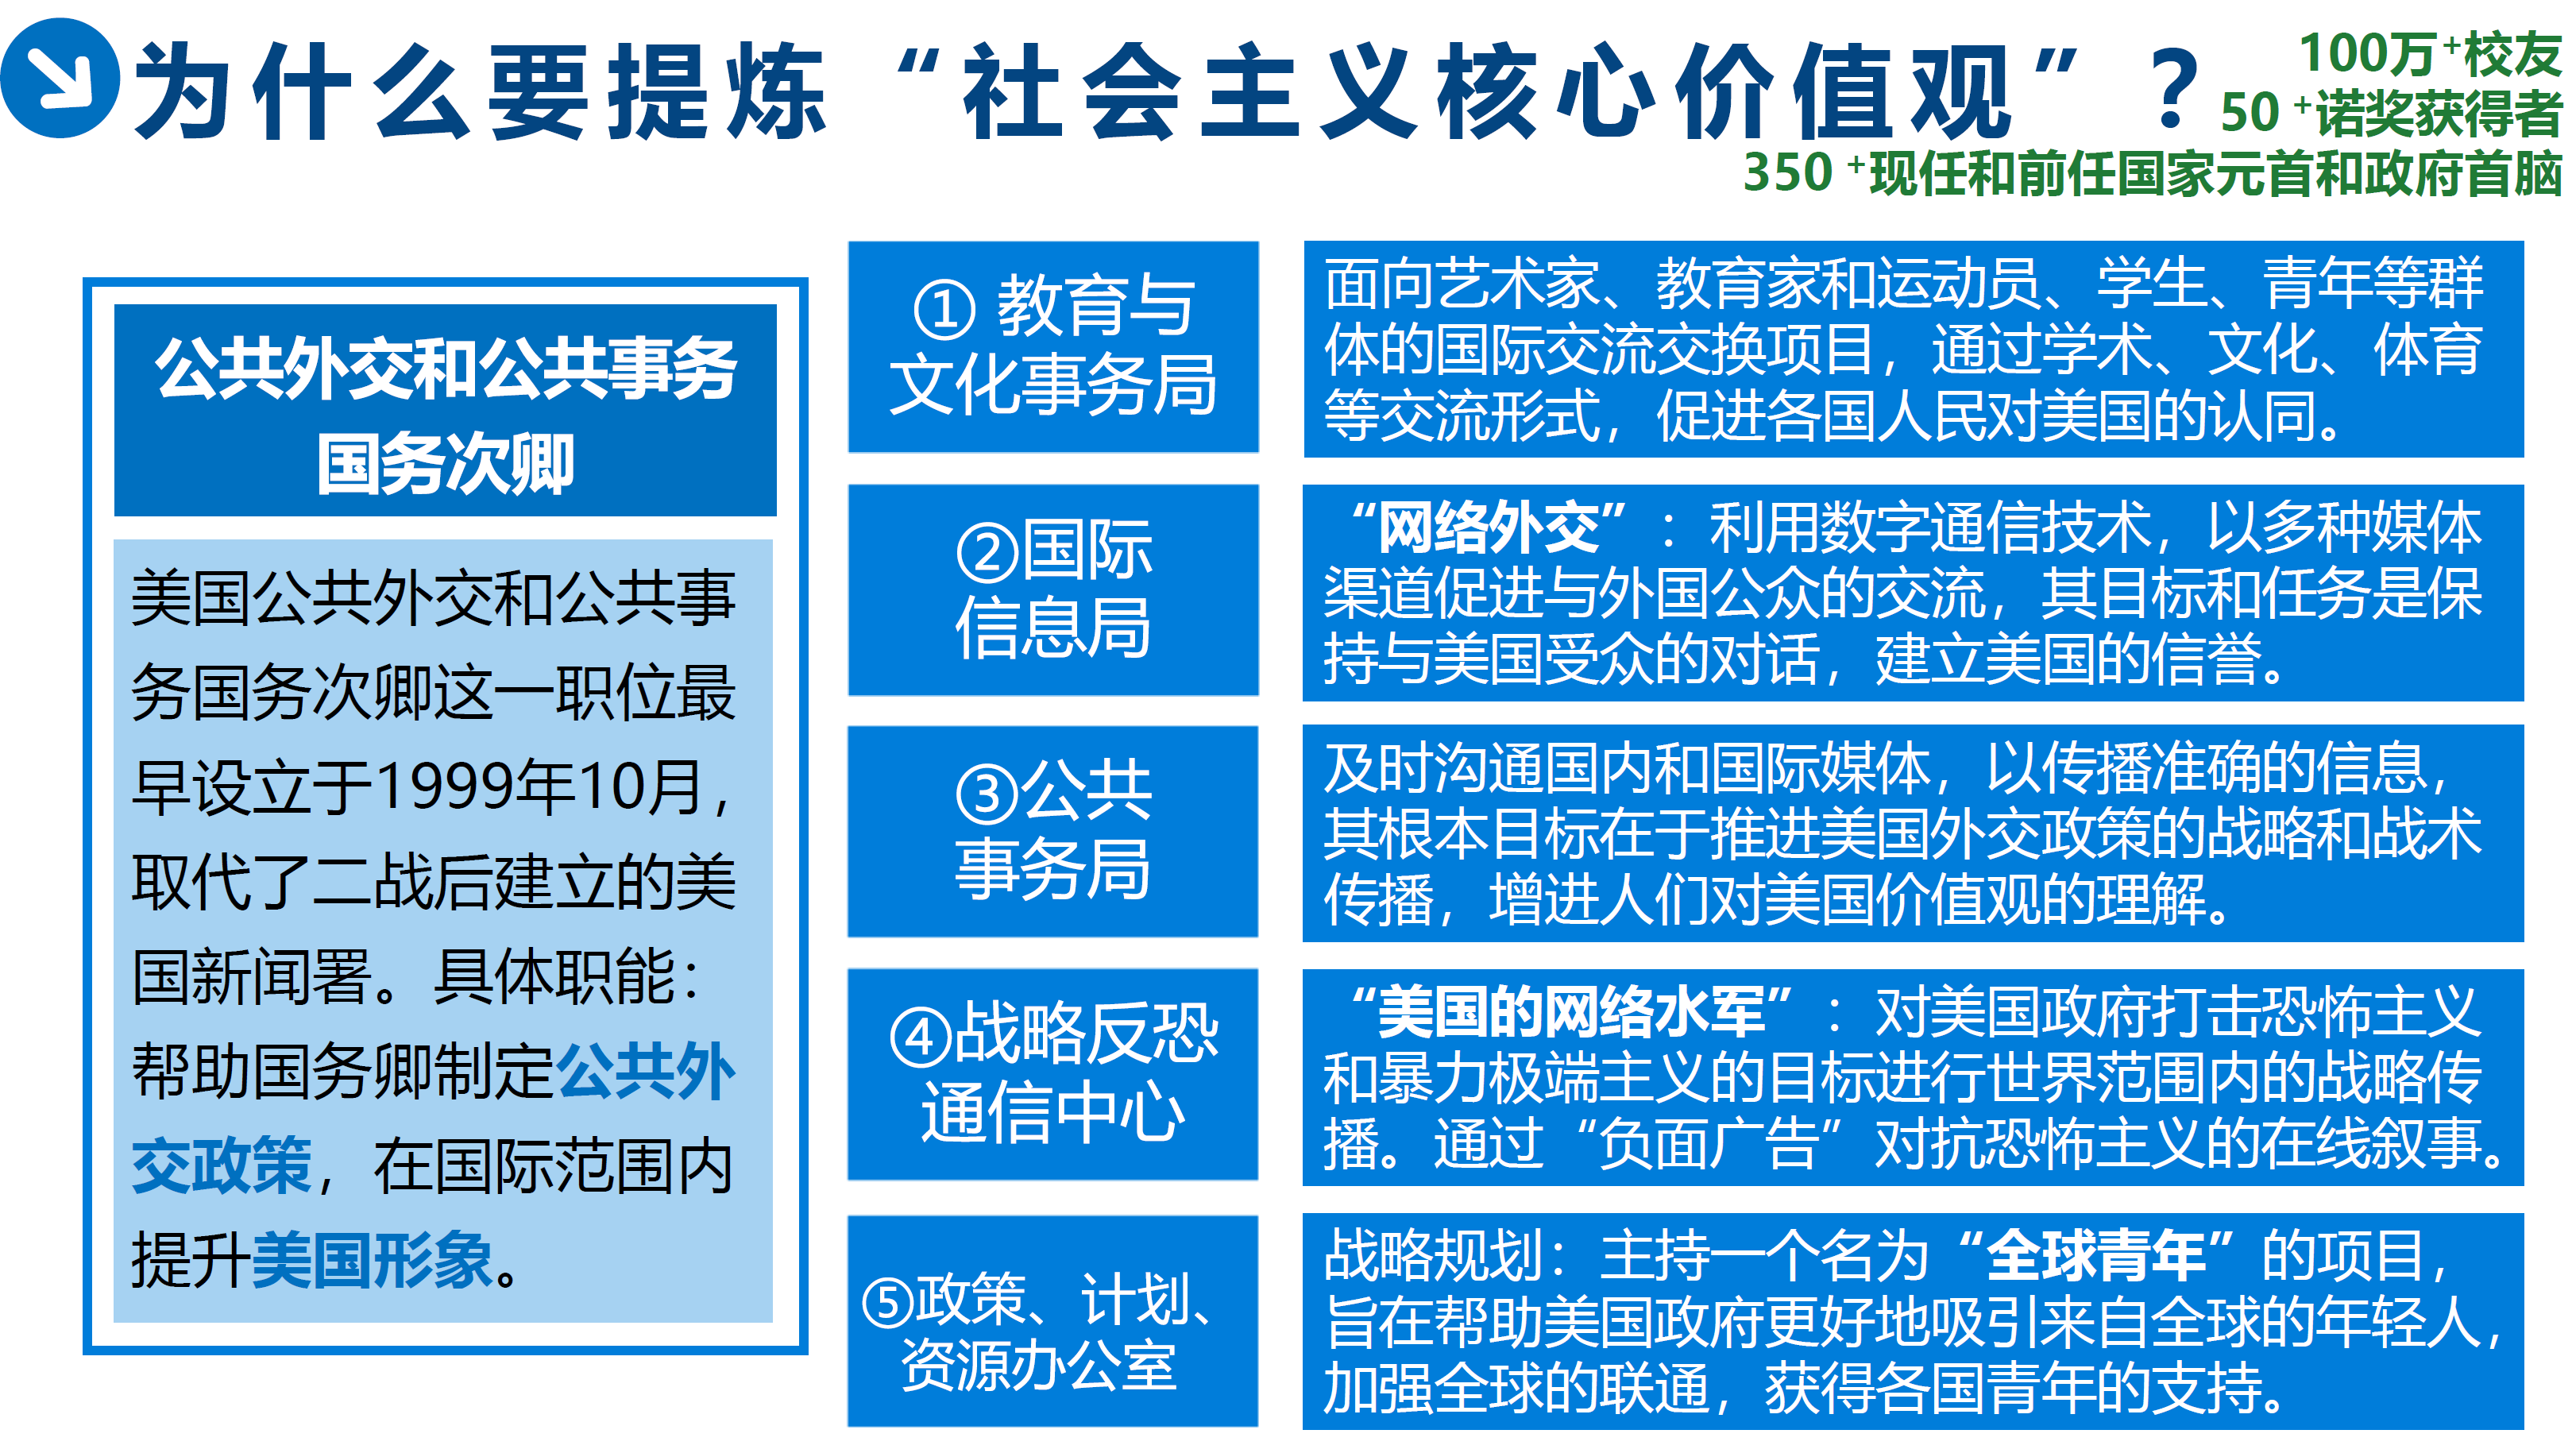 为什么要提炼“社会主义核心价值观”？
100万⁺校友
50 ⁺诺奖获得者
350 ⁺现任和前任国家元首和政府首脑
公共外交和公共事务
国务次卿
美国公共外交和公共事
务国务次卿这一职位最
早设立于1999年10月，
取代了二战后建立的美
国新闻署。具体职能：
帮助国务卿制定公共外
交政策，在国际范围内
提升美国形象。
① 教育与
文化事务局
面向艺术家、教育家和运动员、学生、青年等群
体的国际交流交换项目，通过学术、文化、体育
等交流形式，促进各国人民对美国的认同。
②国际
信息局
“网络外交”：利用数字通信技术，以多种媒体
渠道促进与外国公众的交流，其目标和任务是保
持与美国受众的对话，建立美国的信誉。
③公共
事务局
及时沟通国内和国际媒体，以传播准确的信息，
其根本目标在于推进美国外交政策的战略和战术
传播，增进人们对美国价值观的理解。
④战略反恐
通信中心
“美国的网络水军”：对美国政府打击恐怖主义
和暴力极端主义的目标进行世界范围内的战略传
播。通过“负面广告”对抗恐怖主义的在线叙事。
⑤政策、计划、
资源办公室
战略规划：主持一个名为“全球青年”的项目，
旨在帮助美国政府更好地吸引来自全球的年轻人，
加强全球的联通，获得各国青年的支持。